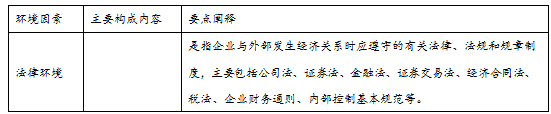 环境因素 主要构成内容 要点阐释
是指企业与外部发生经济关系时应遵守的有关法律、法规和规章制
法律环境 度，主要包括公司法、证券法、金融法、证券交易法、经济合同法、
税法、企业财务通则、内部控制基本规范等。